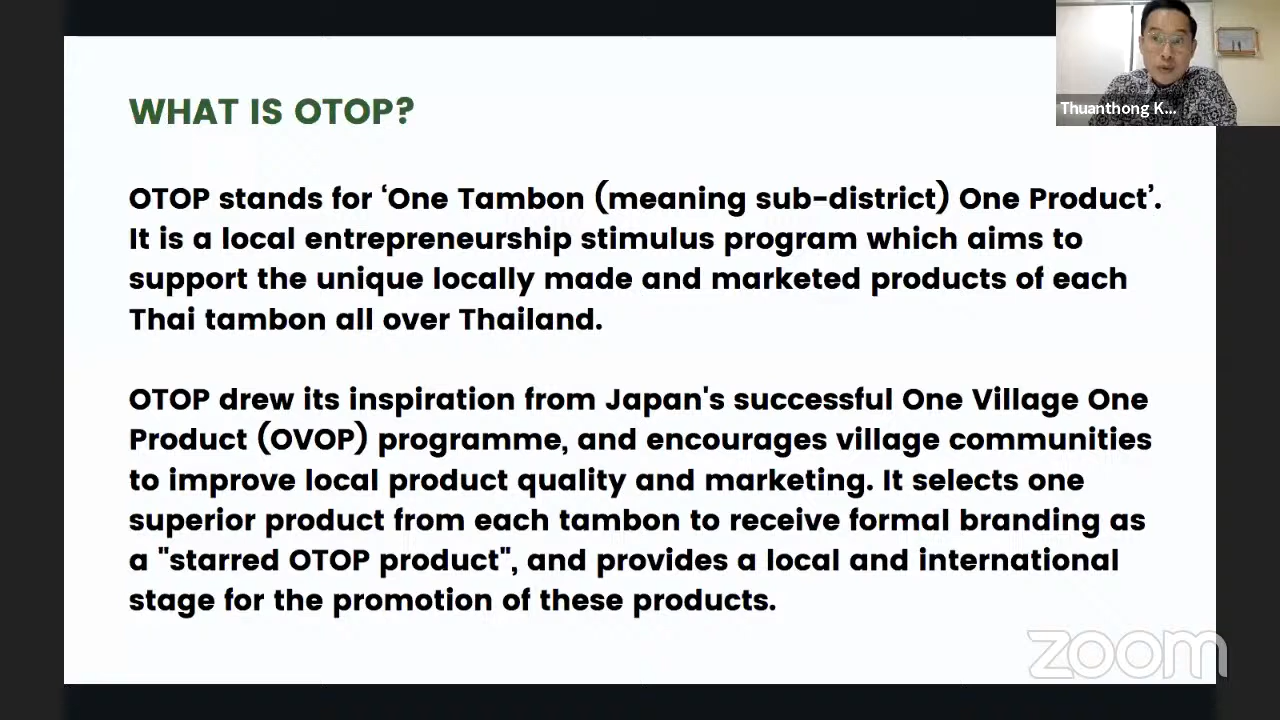 WHAT IS OTOP?
Thuanthong K...
OTOP stands for ‘One Tambon (meaning sub-district) One Product’.
It is a local entrepreneurship stimulus program which aims to
support the unique locally made and marketed products of each
Thai tambon all over Thailand.
OTOP drew its inspiration from Japan's successful One Village One
Product (OVOP) programme, and encourages village communities
to improve local product quality and marketing. It selects one
superior product from each tambon to receive formal branding as
a "starred OTOP product", and provides a local and international
stage for the promotion of these products.
zoom